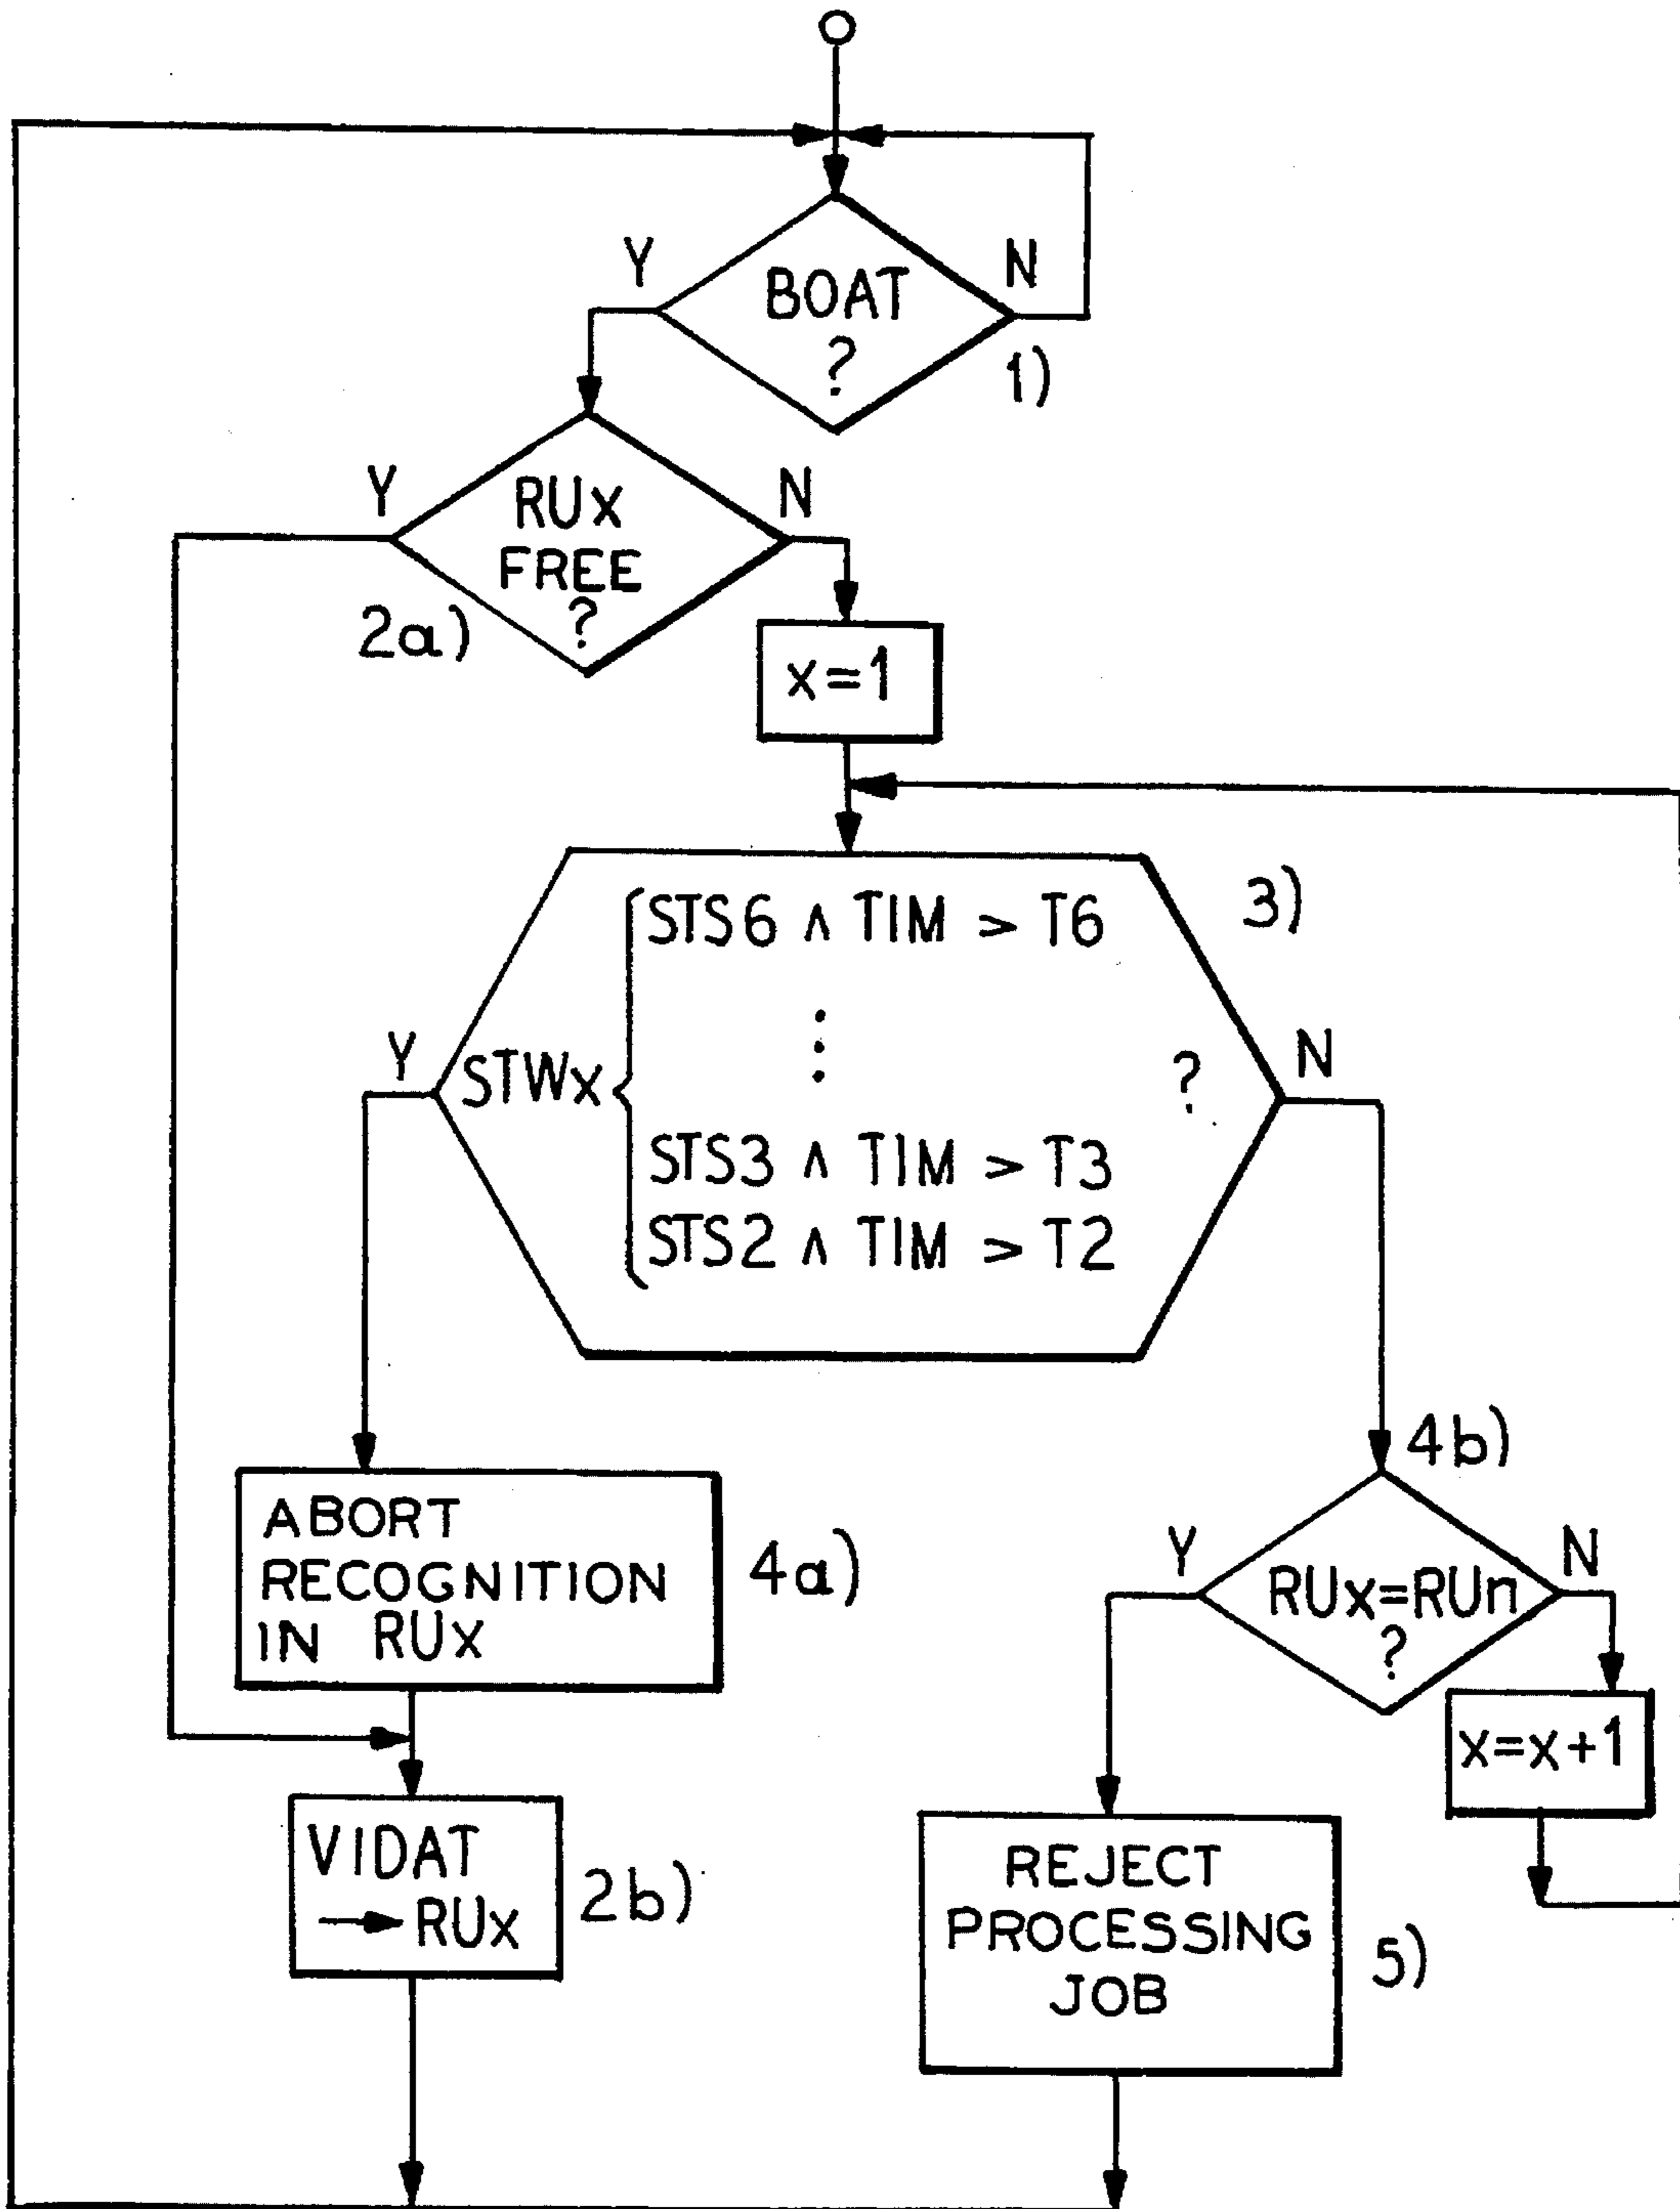 Y
N
BOAT
?
1)
Y
N
RUx
FREE
?
2a)
x=1
3)
STS6 ∧ TIM > T6
⋮
Y
STWx
?
N
STS3 ∧ TIM > T3
STS2 ∧ TIM > T2
4b)
ABORT
RECOGNITION
IN RUx
4a)
Y
N
RUx=RUn
?
x=x+1
VIDAT
→ RUx
2b)
REJECT
PROCESSING
JOB
5)